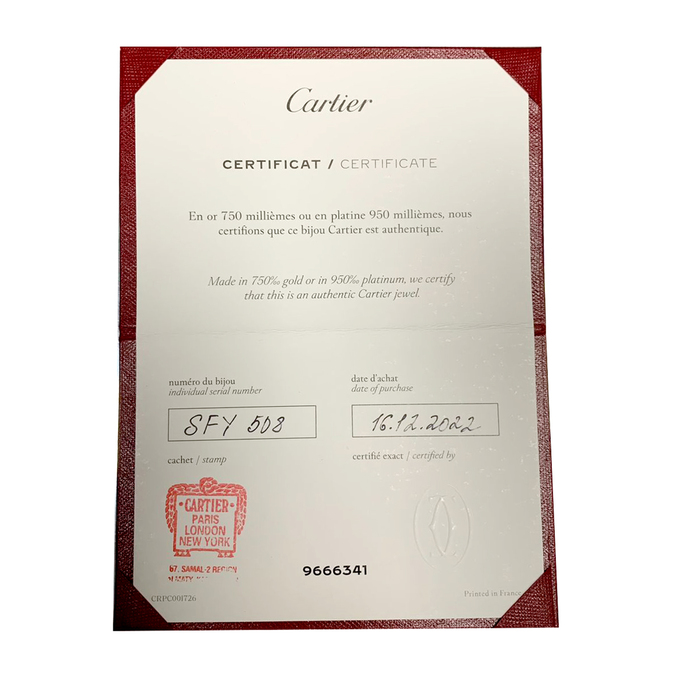 Cartier
CERTIFICAT / CERTIFICATE
En or 750 millièmes ou en platine 950 millièmes, nous
certifions que ce bijou Cartier est authentique.
Made in 750‰ gold or in 950‰ platinum, we certify
that this is an authentic Cartier jewel.
numéro du bijou
individual serial number
SFY 508
date d'achat
date of purchase
16.12.2022
cachet / stamp
certifié exact / certified by
CARTIER
PARIS
LONDON
NEW YORK
67, SAMAL-2 REGION
9666341
CRPC001726
Printed in France